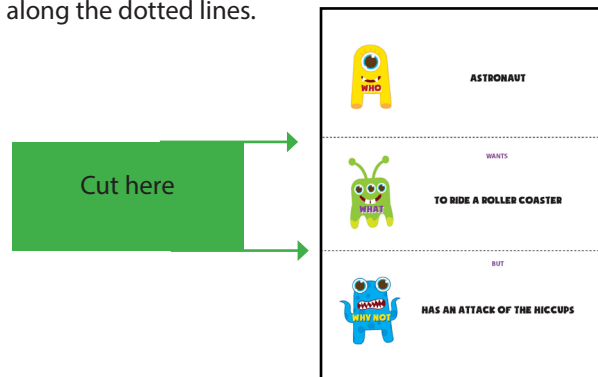 along the dotted lines.
Cut here
WHO
ASTRONAUT
WANTS
WHAT
TO RIDE A ROLLER COASTER
BUT
WHY NOT
HAS AN ATTACK OF THE HICCUPS